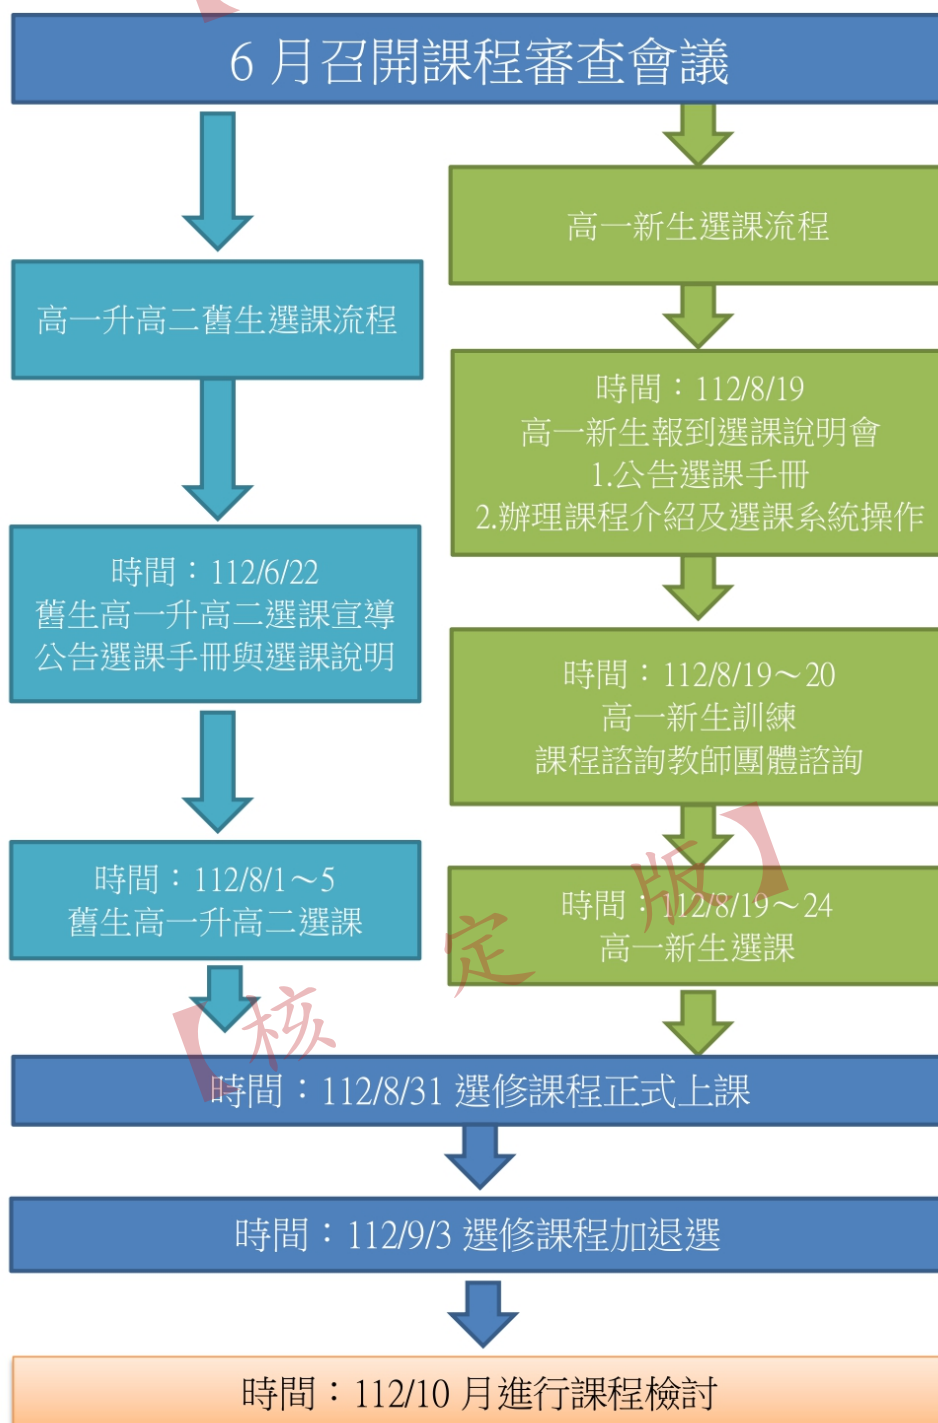 6 月召開課程審查會議
高一升高二舊生選課流程
時間：112/6/22
舊生高一升高二選課宣導
公告選課手冊與選課說明
時間：112/8/1～5
舊生高一升高二選課
高一新生選課流程
時間：112/8/19
高一新生報到選課說明會
1.公告選課手冊
2.辦理課程介紹及選課系統操作
時間：112/8/19～20
高一新生訓練
課程諮詢教師團體諮詢
時間：112/8/19～24
高一新生選課
時間：112/8/31 選修課程正式上課
時間：112/9/3 選修課程加退選
時間：112/10 月進行課程檢討
【核定版】